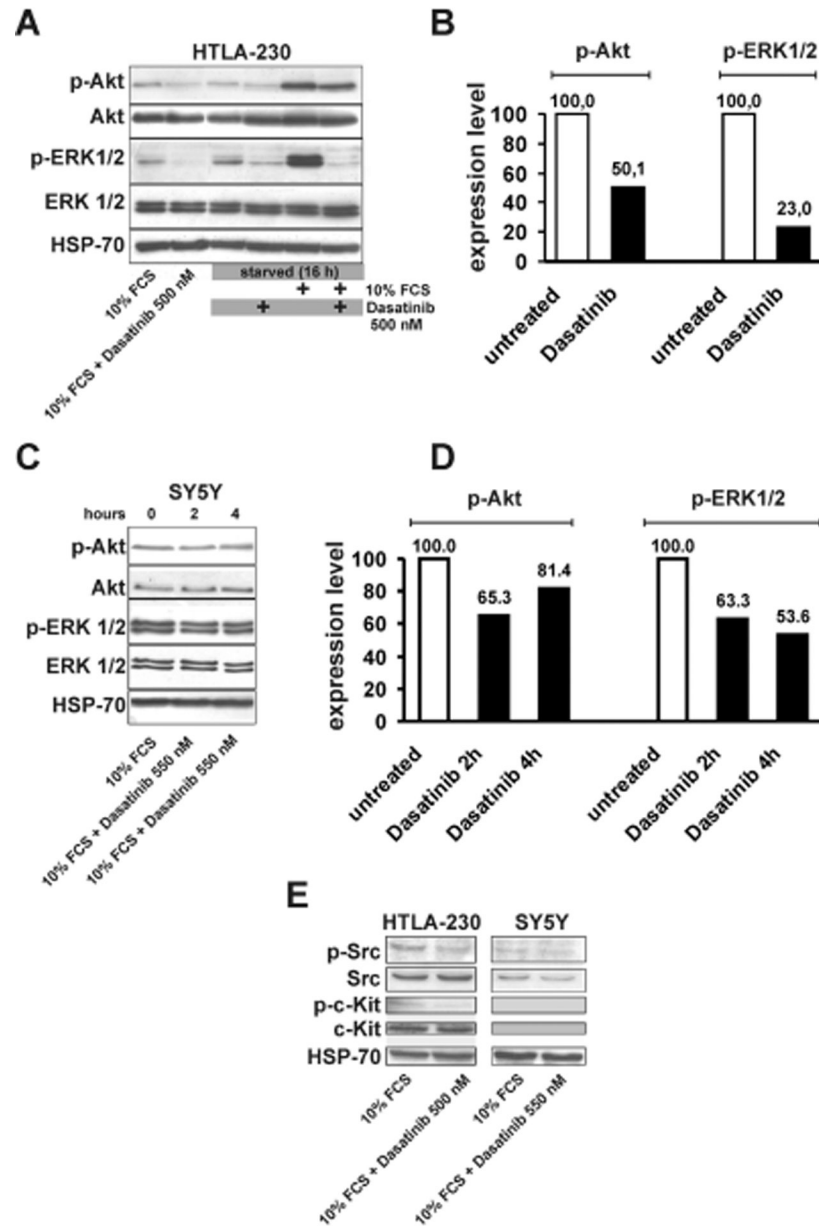 A
HTLA-230
p-Akt
Akt
p-ERK1/2
ERK 1/2
HSP-70
10% FCS
10% FCS + Dasatinib 500 nM
starved (16 h)
+ + 10% FCS
+ + Dasatinib
500 nM
B
p-Akt p-ERK1/2
expression level
100
80
60
40
20
0
100,0 50,1 100,0 23,0
untreated Dasatinib untreated Dasatinib
C
SY5Y
hours 0 2 4
p-Akt
Akt
p-ERK 1/2
ERK 1/2
HSP-70
10% FCS
10% FCS + Dasatinib 550 nM
10% FCS + Dasatinib 550 nM
D
p-Akt p-ERK1/2
expression level
100
80
60
40
20
0
100.0 65.3 81.4 100.0 63.3 53.6
untreated Dasatinib 2h Dasatinib 4h untreated Dasatinib 2h Dasatinib 4h
E
HTLA-230 SY5Y
p-Src
Src
p-c-Kit
c-Kit
HSP-70
10% FCS
10% FCS + Dasatinib 500 nM
10% FCS
10% FCS + Dasatinib 550 nM